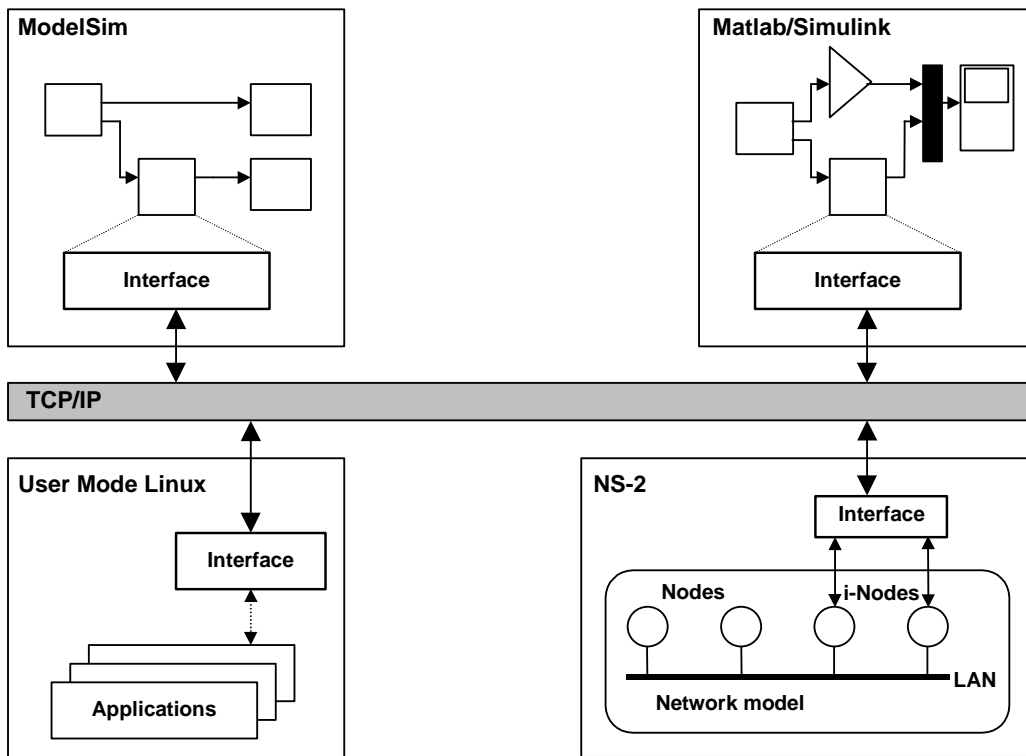 ModelSim
Interface
Matlab/Simulink
Interface
TCP/IP
User Mode Linux
Interface
Applications
NS-2
Interface
Nodes
i-Nodes
LAN
Network model